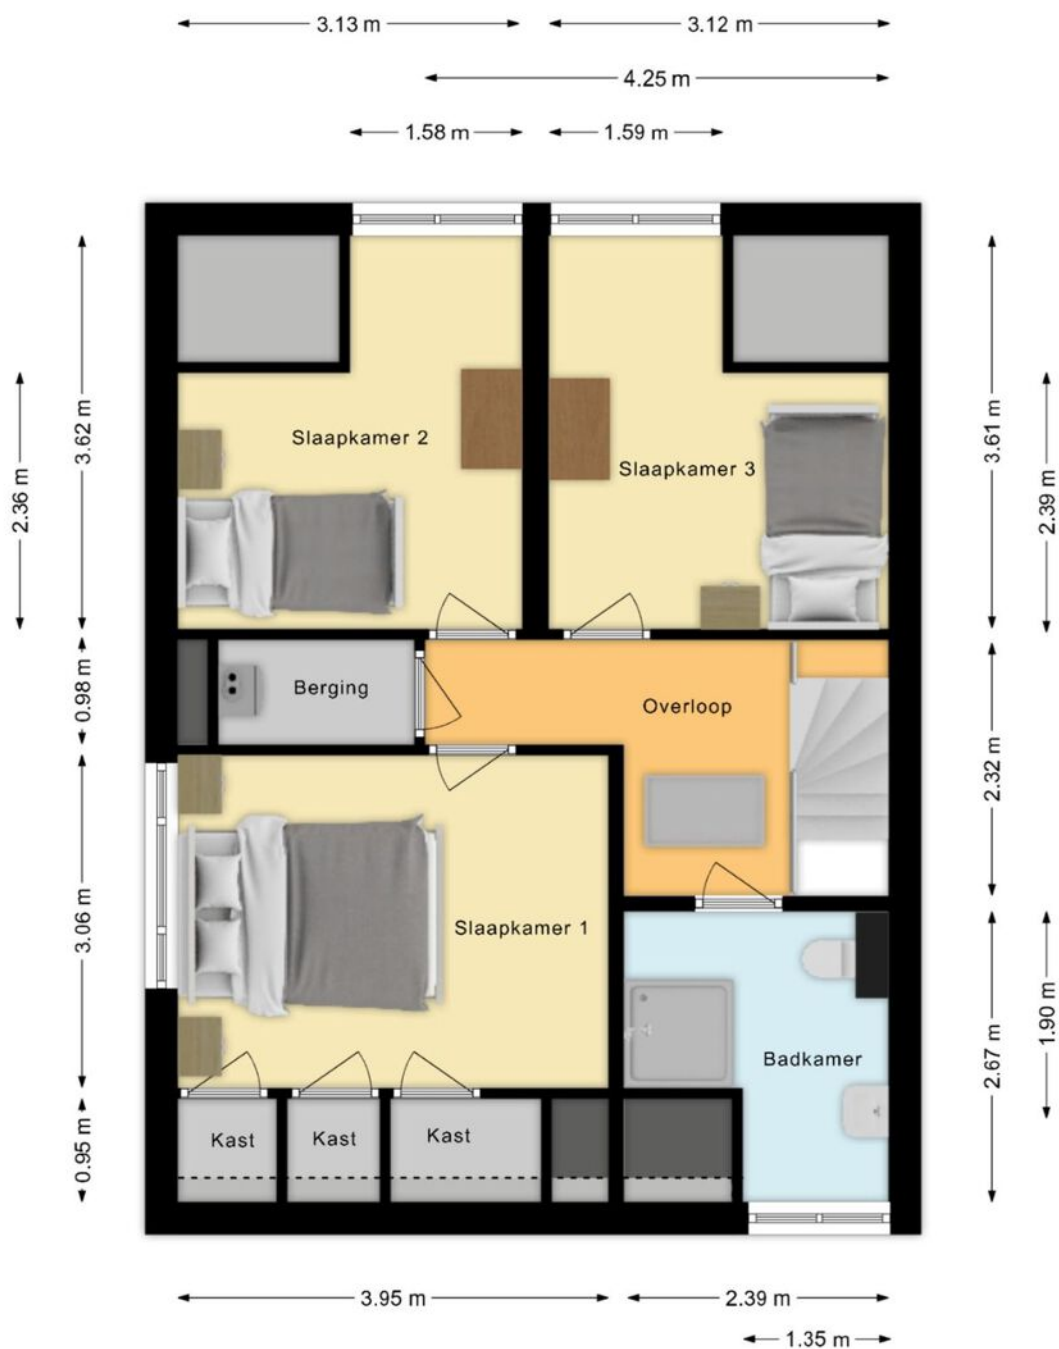 3.13 m
3.12 m
4.25 m
1.58 m
1.59 m
3.62 m
2.36 m
3.61 m
2.39 m
Slaapkamer 2
Slaapkamer 3
0.98 m
Berging
Overloop
2.32 m
3.06 m
Slaapkamer 1
1.90 m
2.67 m
Badkamer
0.95 m
Kast
Kast
Kast
3.95 m
2.39 m
1.35 m